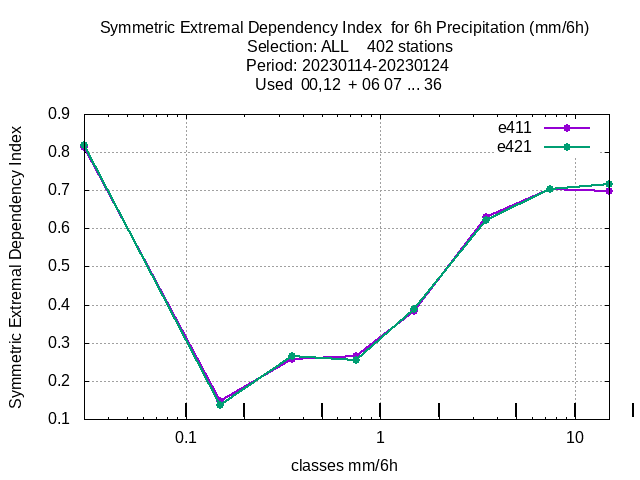 Symmetric Extremal Dependency Index  for 6h Precipitation (mm/6h)
Selection: ALL    402 stations
Period: 20230114-20230124
Used  00,12  + 06 07 ... 36
e411
e421
0.9
0.8
0.7
0.6
0.5
0.4
0.3
0.2
0.1
Symmetric Extremal Dependency Index
0.1
1
10
classes mm/6h